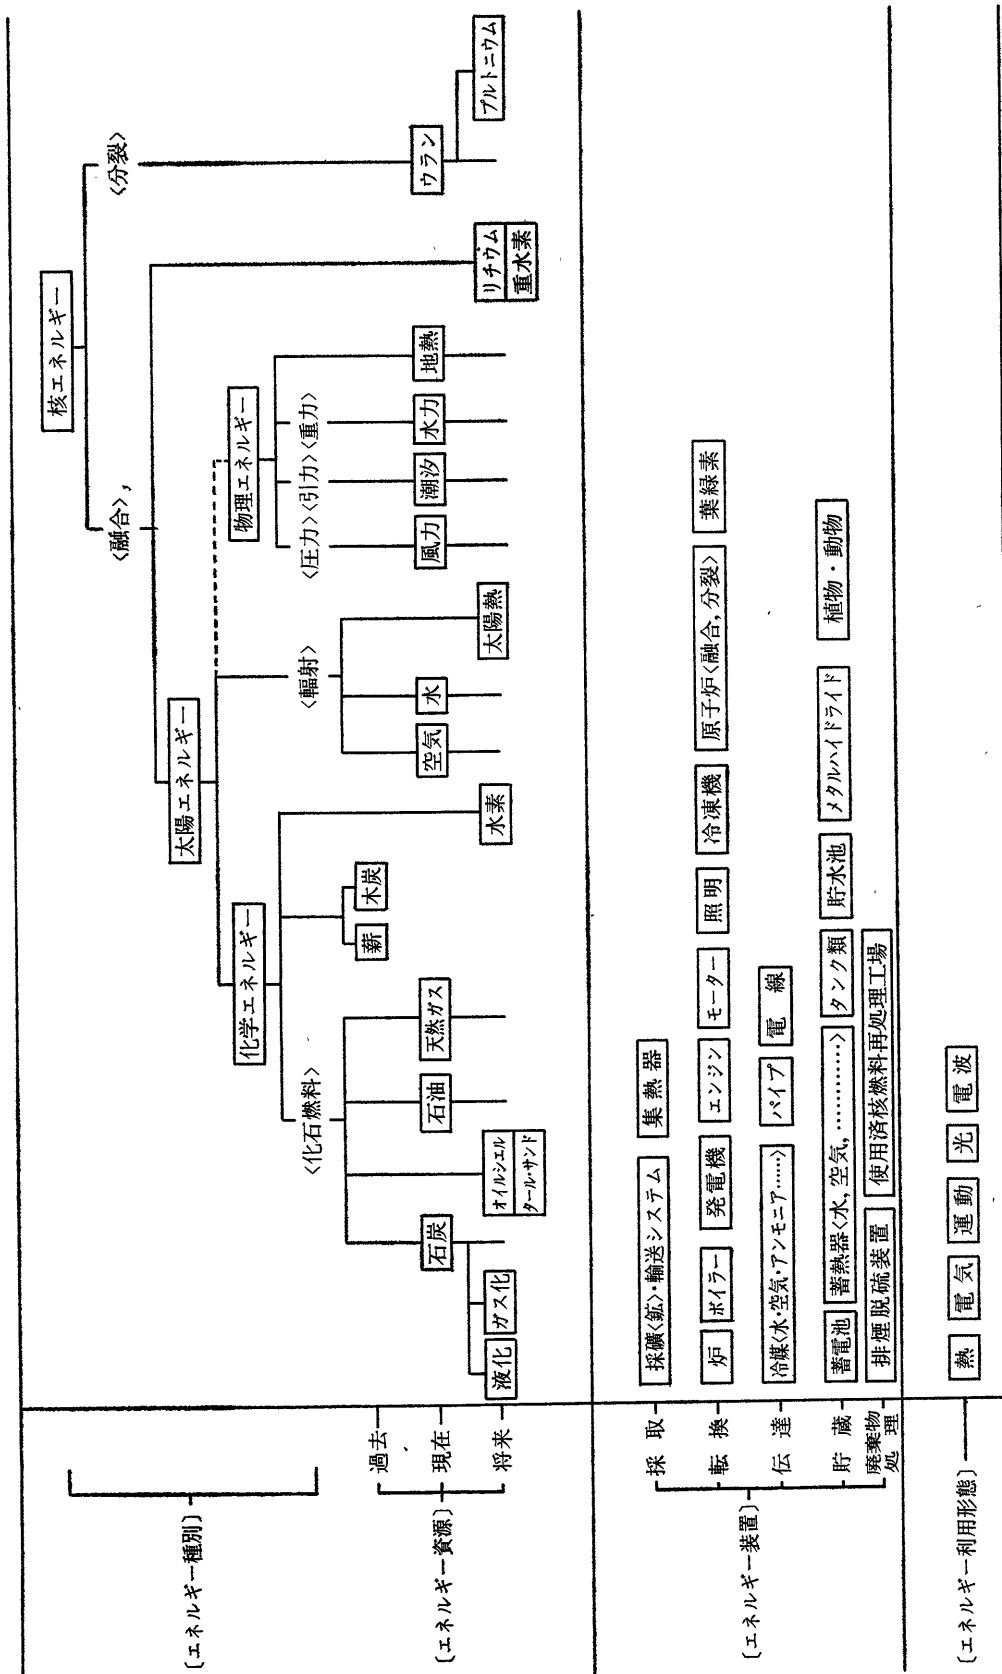 〔エネルギー種別〕
核エネルギー
〈融合〉,
〈分裂〉
太陽エネルギー
化学エネルギー
物理エネルギー
〈化石燃料〉
〈輻射〉
〈圧力〉〈引力〉〈重力〉
〔エネルギー資源〕
過去
薪
木炭
現在
石炭
石油
天然ガス
空気
水
風力
潮汐
水力
地熱
ウラン
将来
液化
ガス化
オイルシェル
タール・サンド
水素
太陽熱
リチウム
重水素
プルトニウム
〔エネルギー装置〕
採取
採礦〈鉱〉・輸送システム
集熱器
転換
炉
ボイラー
発電機
エンジン
モーター
照明
冷凍機
原子炉〈融合, 分裂〉
葉緑素
伝達
冷媒〈水・空気・アンモニア……〉
パイプ
電線
貯蔵
蓄電池
蓄熱器〈水, 空気, …………〉
タンク類
貯水池
メタルハイドライド
植物・動物
廃棄物
処理
排煙脱硫装置
使用済核燃料再処理工場
〔エネルギー利用形態〕
熱
電気
運動
光
電波